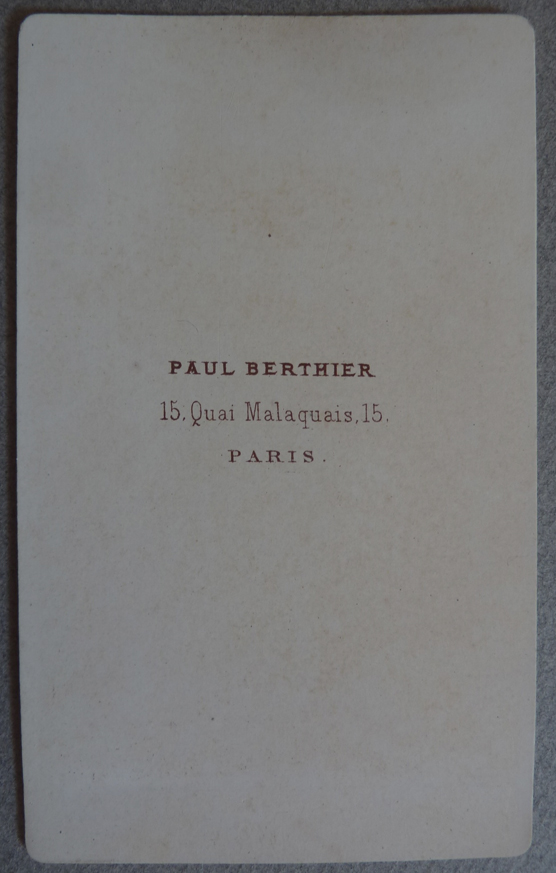 PAUL BERTHIER
15, Quai Malaquais, 15.
PARIS.